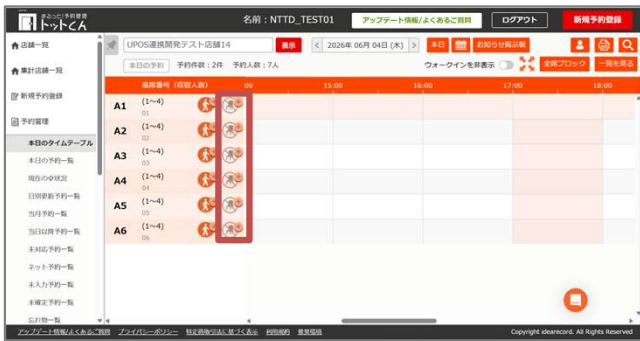 まるっと!予約管理
トットくん
名前：NTTD_TEST01
アップデート情報/よくあるご質問
ログアウト
新規予約登録
店舗一覧
UPOS連携開発テスト店舗14
表示
< 2026年 06月 04日 (木) >
本日
お知らせ掲示板
集計店舗一覧
本日の予約
予約件数：2件 予約人数：7人
ウォークインを非表示
全席ブロック
一覧を見る
新規予約登録
座席番号（収容人数）
00'
15:00
16:00
17:00
18:00
予約管理
A1
(1～4)
01
本日のタイムテーブル
A2
(1～4)
02
本日の予約一覧
A3
(1～4)
03
現在の卓状況
A4
(1～4)
04
日別更新予約一覧
A5
(1～4)
05
当月予約一覧
A6
(1～4)
06
当日以降予約一覧
未対応予約一覧
ネット予約一覧
未入力予約一覧
未確定予約一覧
忘れ物一覧
アップデート情報/よくあるご質問 プライバシーポリシー 特定商取引法に基づく表示 利用規約 推奨環境
Copyright idearecord. All Rights Reserved